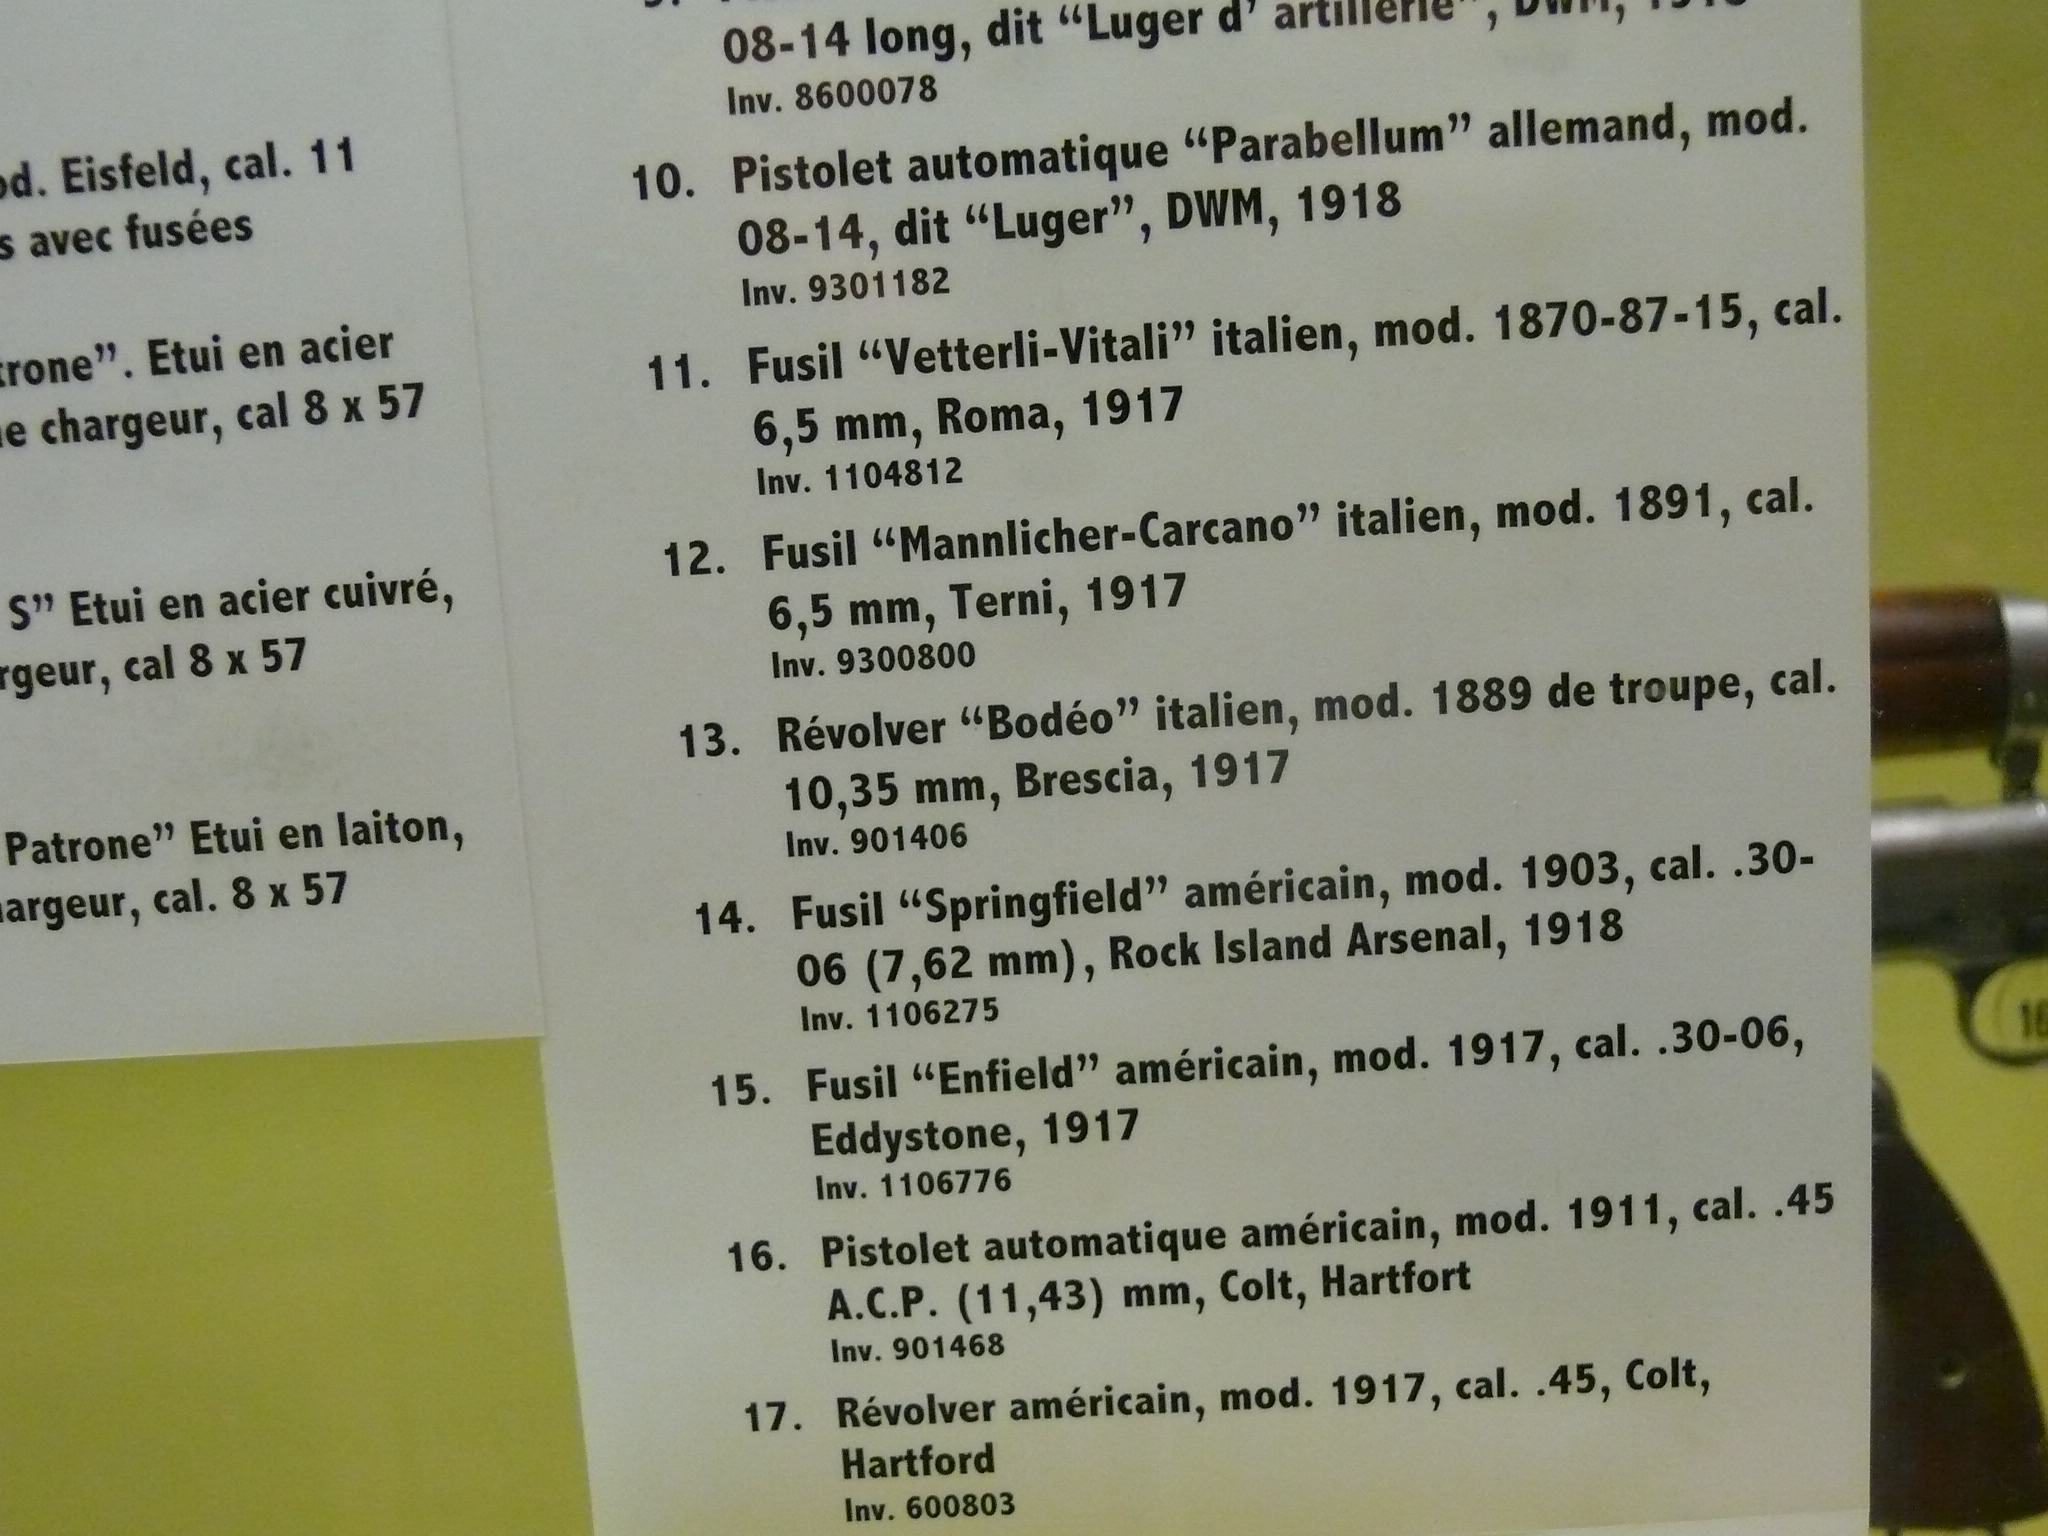 od. Eisfeld, cal. 11
s avec fusées
trone”. Etui en acier
ne chargeur, cal 8 x 57
S” Etui en acier cuivré,
rgeur, cal 8 x 57
Patrone” Etui en laiton,
hargeur, cal. 8 x 57
08-14 long, dit “Luger d’ artillerie”, DWM, 1918
Inv. 8600078
10. Pistolet automatique “Parabellum” allemand, mod.
08-14, dit “Luger”, DWM, 1918
Inv. 9301182
11. Fusil “Vetterli-Vitali” italien, mod. 1870-87-15, cal.
6,5 mm, Roma, 1917
Inv. 1104812
12. Fusil “Mannlicher-Carcano” italien, mod. 1891, cal.
6,5 mm, Terni, 1917
Inv. 9300800
13. Révolver “Bodéo” italien, mod. 1889 de troupe, cal.
10,35 mm, Brescia, 1917
Inv. 901406
14. Fusil “Springfield” américain, mod. 1903, cal. .30-
06 (7,62 mm), Rock Island Arsenal, 1918
Inv. 1106275
15. Fusil “Enfield” américain, mod. 1917, cal. .30-06,
Eddystone, 1917
Inv. 1106776
16. Pistolet automatique américain, mod. 1911, cal. .45
A.C.P. (11,43) mm, Colt, Hartfort
Inv. 901468
17. Révolver américain, mod. 1917, cal. .45, Colt,
Hartford
Inv. 600803
16